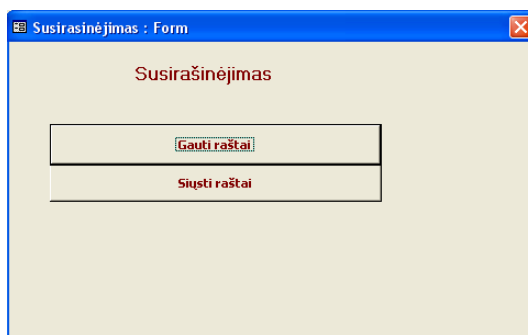 Susirasinėjimas : Form
Susirašinėjimas
Gauti raštai
Siųsti raštai